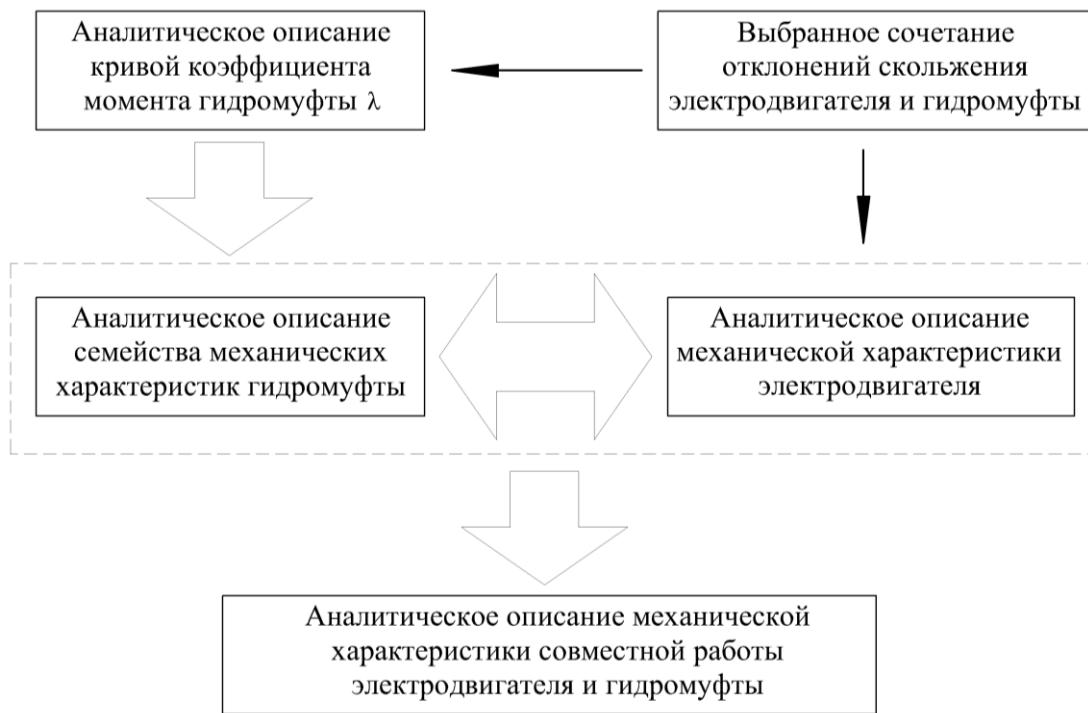 Аналитическое описание
кривой коэффициента
момента гидромуфты λ
Выбранное сочетание
отклонений скольжения
электродвигателя и гидромуфты
Аналитическое описание
семейства механических
характеристик гидромуфты
Аналитическое описание
механической характеристики
электродвигателя
Аналитическое описание механической
характеристики совместной работы
электродвигателя и гидромуфты